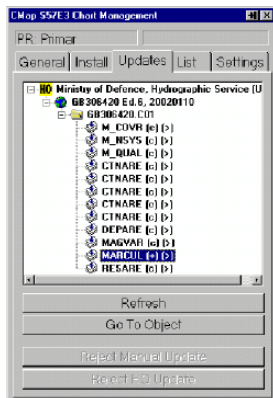 CMap S57/E3 Chart Management
PR: Primar
General Install Updates List Settings
HO Ministry of Defence, Hydrographic Service (U
GB306420 Ed.6, 20020110
GB306420.C01
M_COVR (c) (>)
M_NSYS (c) (>)
M_QUAL (c) (>)
CTNARE (c) (>)
CTNARE (c) (>)
CTNARE (c) (>)
CTNARE (c) (>)
DEPARE (c) (>)
MAGVAR (c) (>)
MARCUL (+) (>)
RESARE (c) (>)
Refresh
Go To Object
Reject Manual Update
Reject HO Update